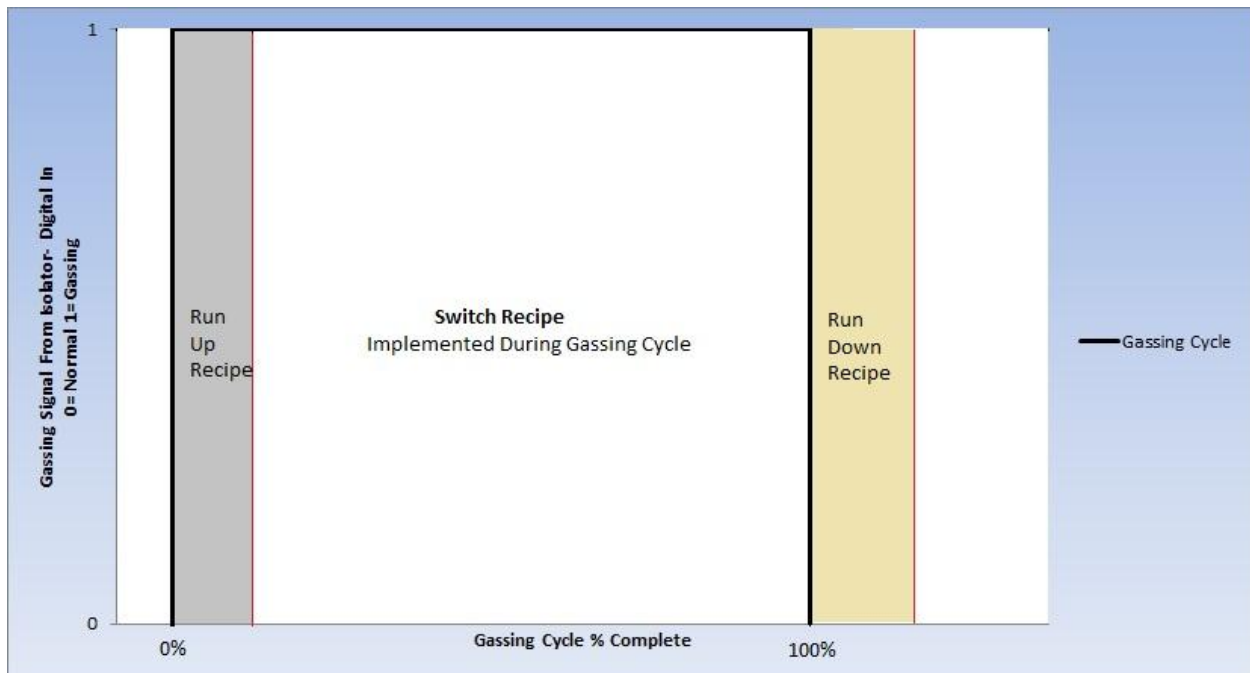 1
Gassing Signal From Isolator- Digital In
0= Normal 1= Gassing
Run
Up
Recipe
Switch Recipe
Implemented During Gassing Cycle
Run
Down
Recipe
Gassing Cycle
0
0%
Gassing Cycle % Complete
100%